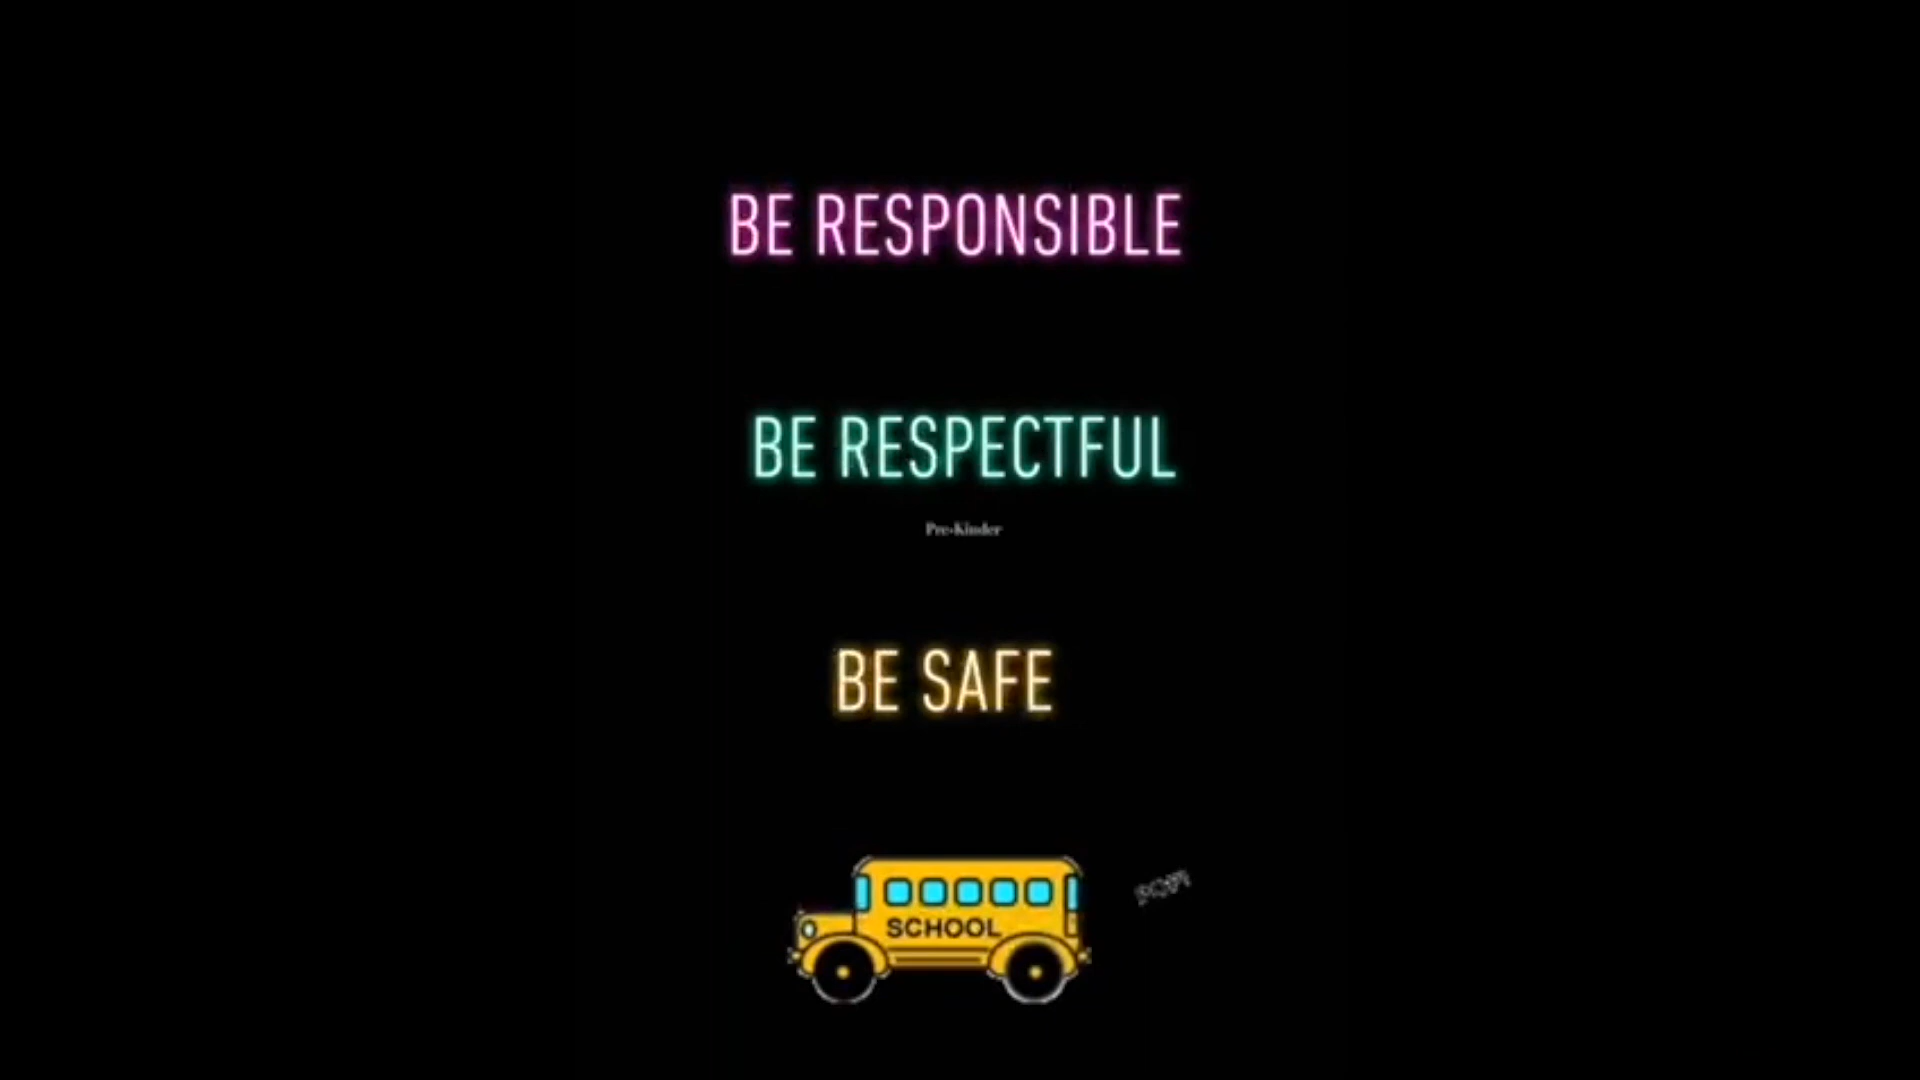 BE RESPONSIBLE
BE RESPECTFUL
Pre-Kinder
BE SAFE
SCHOOL